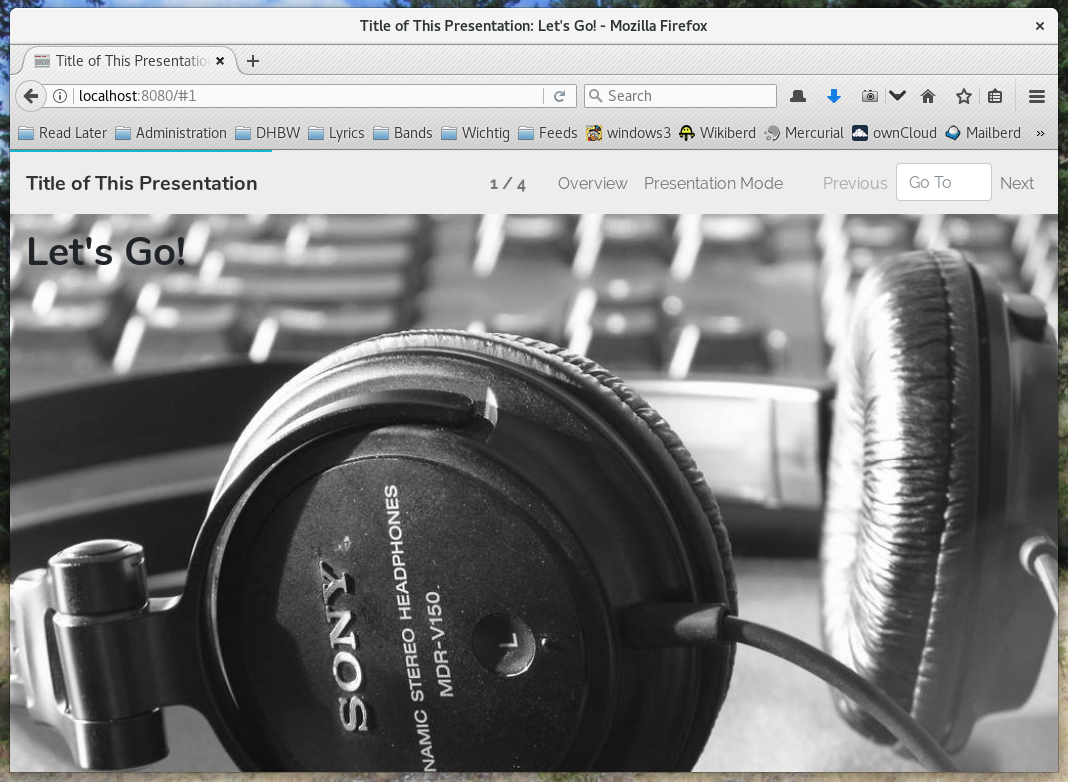 Title of This Presentation: Let's Go! - Mozilla Firefox
Title of This Presentatio
localhost:8080/#1
Search
Read Later Administration DHBW Lyrics Bands Wichtig Feeds windows3 Wikiberd Mercurial ownCloud Mailberd »
Title of This Presentation 1 / 4 Overview Presentation Mode Previous Go To Next
Let's Go!
SONY
NAMIC STEREO HEADPHONES
MDR-V150
L